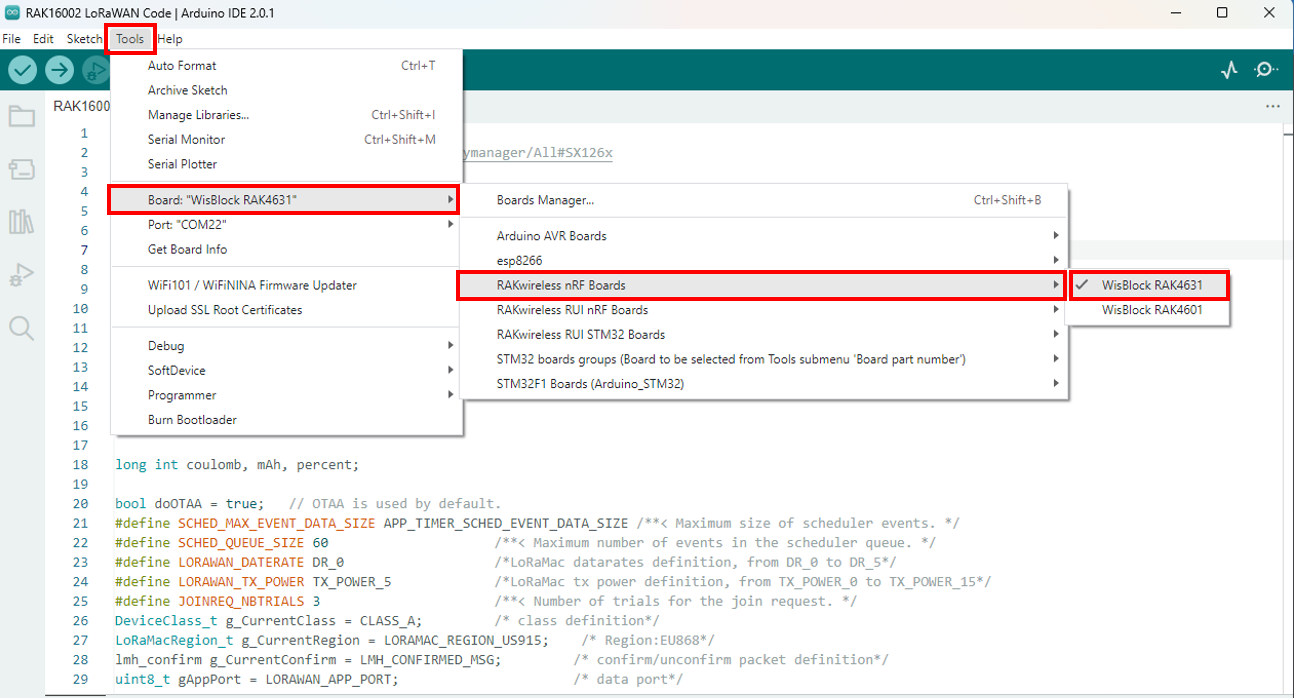 RAK16002 LoRaWAN Code | Arduino IDE 2.0.1
File Edit Sketch Tools Help
RAK1600
Auto Format Ctrl+T
Archive Sketch
Manage Libraries... Ctrl+Shift+I
Serial Monitor Ctrl+Shift+M
Serial Plotter
Board: "WisBlock RAK4631"
Port: "COM22"
Get Board Info
WiFi101 / WiFiNINA Firmware Updater
Upload SSL Root Certificates
Debug
SoftDevice
Programmer
Burn Bootloader
Boards Manager... Ctrl+Shift+B
Arduino AVR Boards
esp8266
RAKwireless nRF Boards
RAKwireless RUI nRF Boards
RAKwireless RUI STM32 Boards
STM32 boards groups (Board to be selected from Tools submenu 'Board part number')
STM32F1 Boards (Arduino_STM32)
WisBlock RAK4631
WisBlock RAK4601
1
2 ymanager/All#SX126x
3
4
5
6
7
8
9
10
11
12
13
14
15
16
17
18 long int coulomb, mAh, percent;
19
20 bool doOTAA = true; // OTAA is used by default.
21 #define SCHED_MAX_EVENT_DATA_SIZE APP_TIMER_SCHED_EVENT_DATA_SIZE /**< Maximum size of scheduler events. */
22 #define SCHED_QUEUE_SIZE 60 /**< Maximum number of events in the scheduler queue. */
23 #define LORAWAN_DATERATE DR_0 /*LoRaMac datarates definition, from DR_0 to DR_5*/
24 #define LORAWAN_TX_POWER TX_POWER_5 /*LoRaMac tx power definition, from TX_POWER_0 to TX_POWER_15*/
25 #define JOINREQ_NBTRIALS 3 /**< Number of trials for the join request. */
26 DeviceClass_t g_CurrentClass = CLASS_A; /* class definition*/
27 LoRaMacRegion_t g_CurrentRegion = LORAMAC_REGION_US915; /* Region:EU868*/
28 lmh_confirm g_CurrentConfirm = LMH_CONFIRMED_MSG; /* confirm/unconfirm packet definition*/
29 uint8_t gAppPort = LORAWAN_APP_PORT; /* data port*/